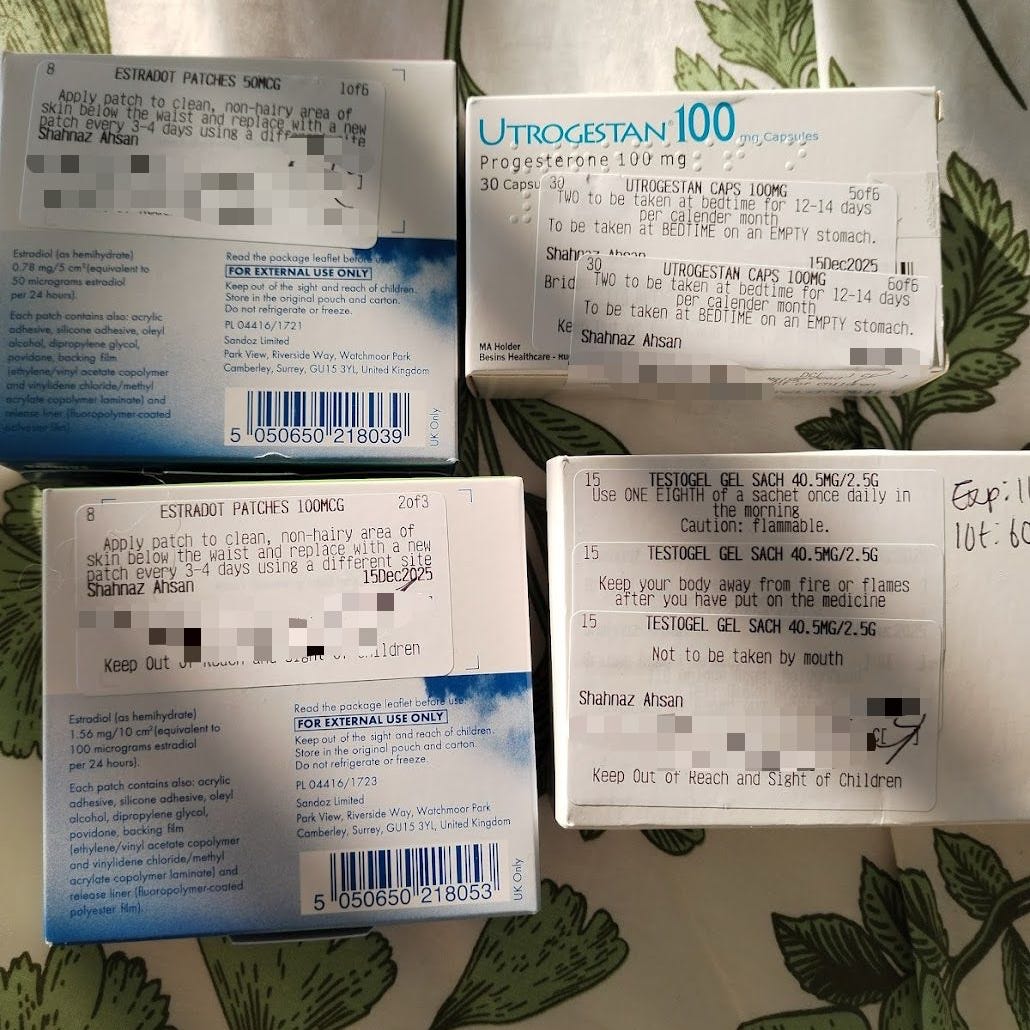 8 ESTRADOT PATCHES 50MCG 1of6
Apply patch to clean, non-hairy area of
skin below the waist and replace with a new
patch every 3-4 days using a different site
Shahnaz Ahsan
Estradiol (as hemihydrate)
0.78 mg/5 cm² (equivalent to
50 micrograms estradiol
per 24 hours).
Each patch contains also: acrylic
adhesive, silicone adhesive, oleyl
alcohol, dipropylene glycol,
povidone, backing film
(ethylene/vinyl acetate copolymer
and vinylidene chloride/methyl
acrylate copolymer laminate) and
release liner (fluoropolymer-coated
polyester film).
Read the package leaflet before use.
FOR EXTERNAL USE ONLY
Keep out of the sight and reach of children.
Store in the original pouch and carton.
Do not refrigerate or freeze.
PL 04416/1721
Sandoz Limited
Park View, Riverside Way, Watchmoor Park
Camberley, Surrey, GU15 3YL, United Kingdom
5 050650 218039
UK Only
UTROGESTAN® 100 mg Capsules
Progesterone 100 mg
30 Capsu
30 UTROGESTAN CAPS 100MG 5of6
TWO to be taken at bedtime for 12-14 days
per calender month
To be taken at BEDTIME on an EMPTY stomach.
Shahnaz Ahsan 15Dec2025
Brid
Ke
30 UTROGESTAN CAPS 100MG 6of6
TWO to be taken at bedtime for 12-14 days
per calender month
To be taken at BEDTIME on an EMPTY stomach.
Shahnaz Ahsan
MA Holder
Besins Healthcare - Ru
8 ESTRADOT PATCHES 100MCG 2of3
Apply patch to clean, non-hairy area of
skin below the waist and replace with a new
patch every 3-4 days using a different site
Shahnaz Ahsan 15Dec2025
Keep Out of Reach and Sight of Children
Estradiol (as hemihydrate)
1.56 mg/10 cm² (equivalent to
100 micrograms estradiol
per 24 hours).
Each patch contains also: acrylic
adhesive, silicone adhesive, oleyl
alcohol, dipropylene glycol,
povidone, backing film
(ethylene/vinyl acetate copolymer
and vinylidene chloride/methyl
acrylate copolymer laminate) and
release liner (fluoropolymer-coated
polyester film).
Read the package leaflet before use.
FOR EXTERNAL USE ONLY
Keep out of the sight and reach of children.
Store in the original pouch and carton.
Do not refrigerate or freeze.
PL 04416/1723
Sandoz Limited
Park View, Riverside Way, Watchmoor Park
Camberley, Surrey, GU15 3YL, United Kingdom
5 050650 218053
UK Only
15 TESTOGEL GEL SACH 40.5MG/2.5G
Use ONE EIGHTH of a sachet once daily in
the morning
Caution: flammable.
15 TESTOGEL GEL SACH 40.5MG/2.5G
Keep your body away from fire or flames
after you have put on the medicine
15 TESTOGEL GEL SACH 40.5MG/2.5G
Not to be taken by mouth
Shahnaz Ahsan
Keep Out of Reach and Sight of Children
Exp: 11
lot: 60